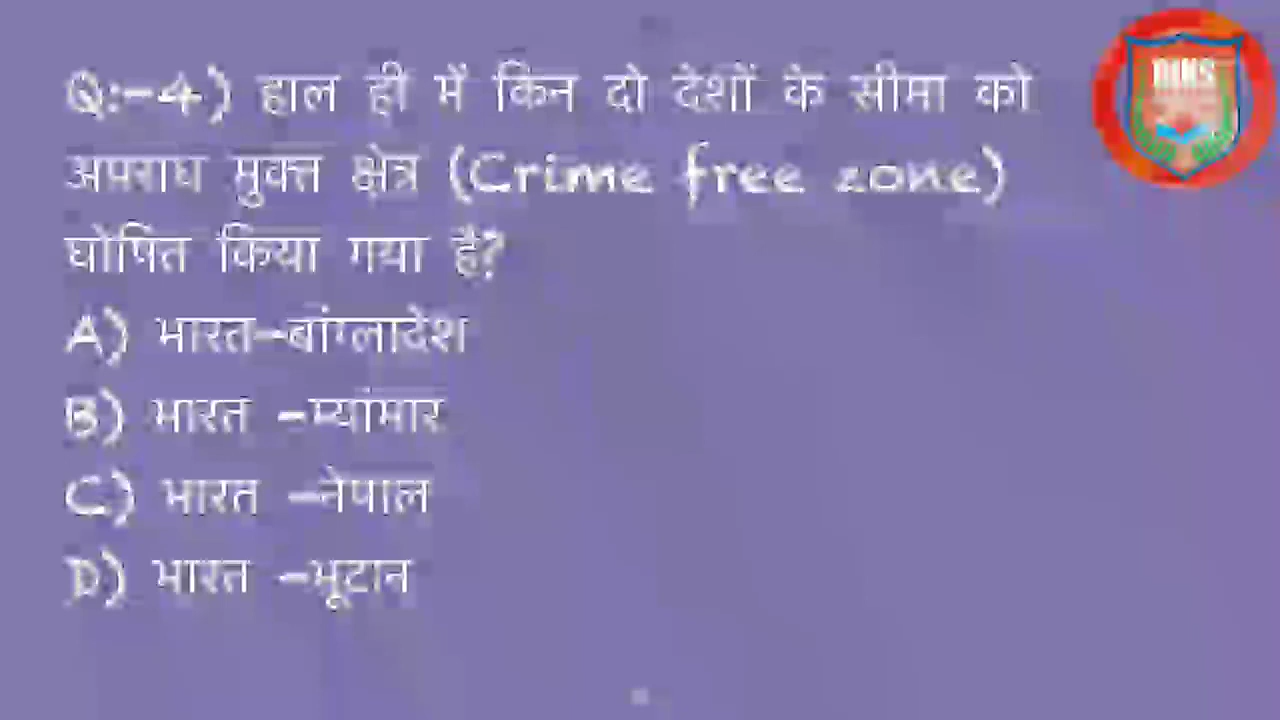 Q:-4) हाल ही में किन दो देशों के सीमा को
अपराध मुक्त क्षेत्र (Crime free zone)
घोषित किया गया है?
A) भारत-बांग्लादेश
B) भारत -म्यांमार
C) भारत -नेपाल
D) भारत -भूटान